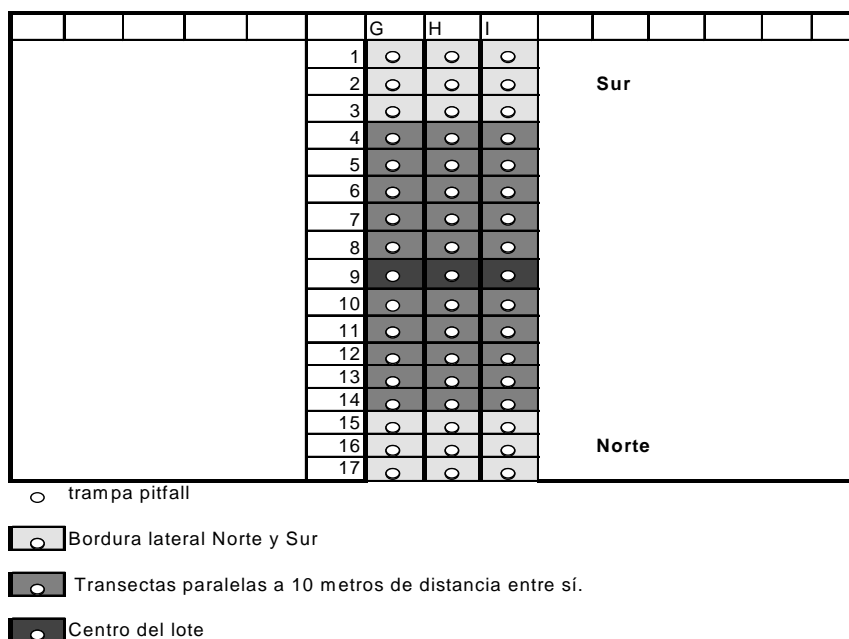 G H I
1
2 Sur
3
4
5
6
7
8
9
10
11
12
13
14
15
16 Norte
17
trampa pitfall
Bordura lateral Norte y Sur
Transectas paralelas a 10 metros de distancia entre sí.
Centro del lote